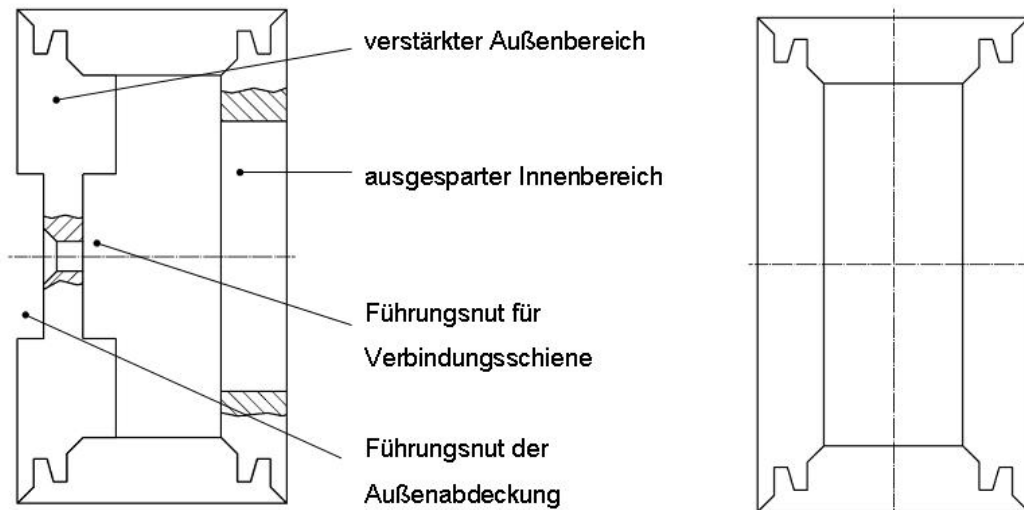 verstärkter Außenbereich
ausgesparter Innenbereich
Führungsnut für
Verbindungsschiene
Führungsnut der
Außenabdeckung